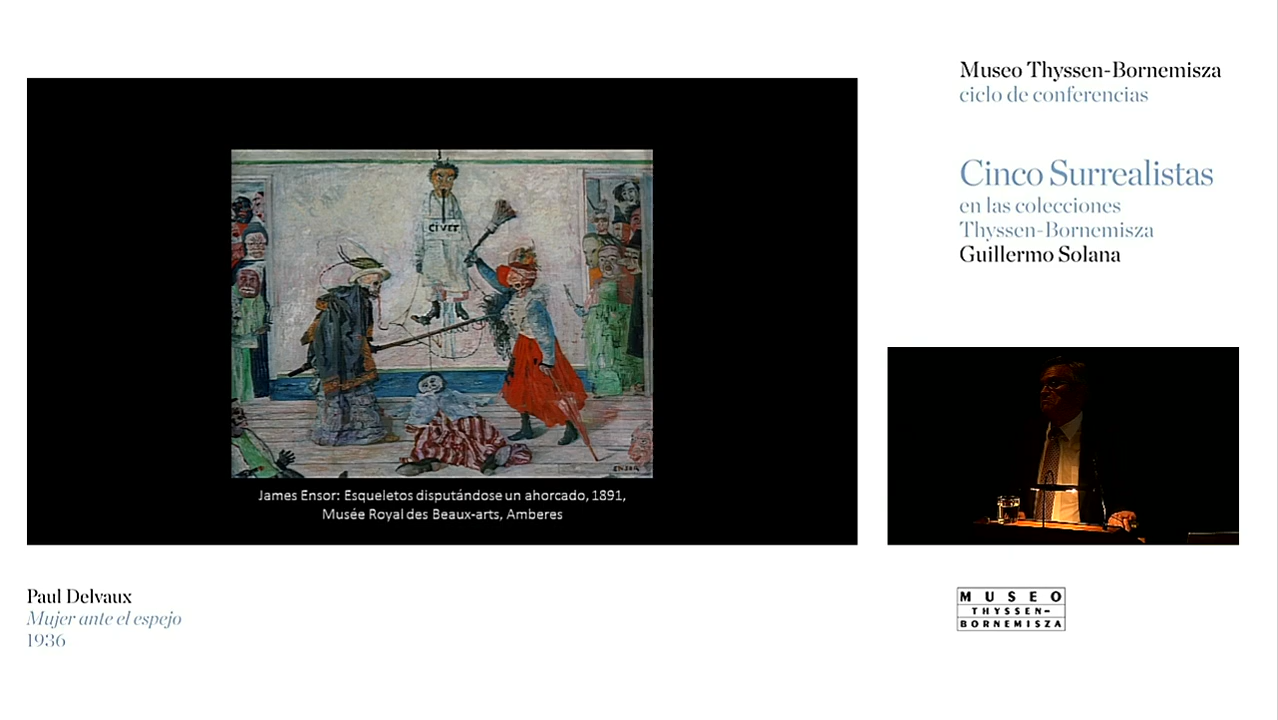 Museo Thyssen-Bornemisza
ciclo de conferencias
Cinco Surrealistas
en las colecciones
Thyssen-Bornemisza
Guillermo Solana
CIVET
ENSOR
James Ensor: Esqueletos disputándose un ahorcado, 1891,
Musée Royal des Beaux-arts, Amberes
Paul Delvaux
Mujer ante el espejo
1936
MUSEO
THYSSEN-
BORNEMISZA